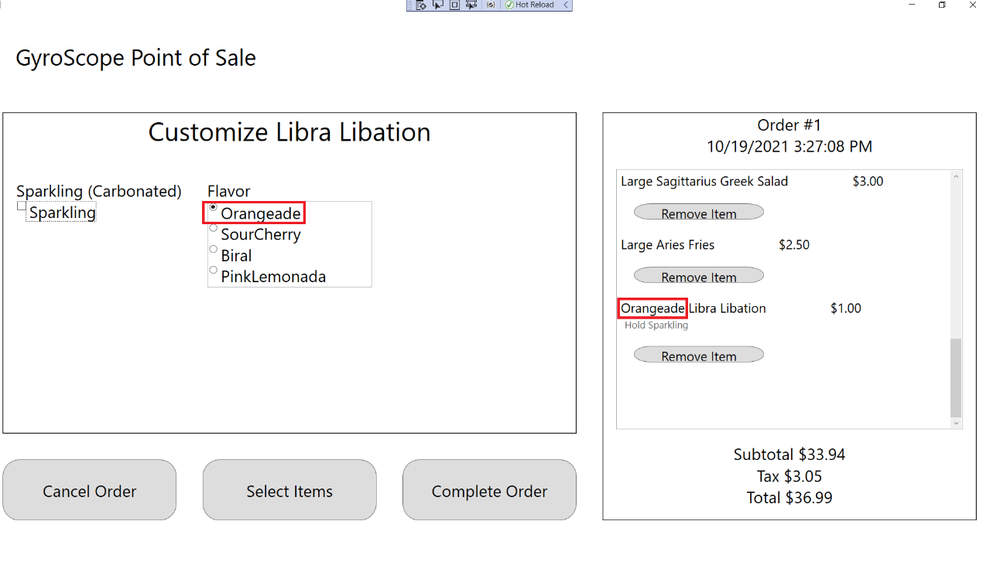 Hot Reload
GyroScope Point of Sale
Customize Libra Libation
Sparkling (Carbonated)
Sparkling
Flavor
Orangeade
SourCherry
Biral
PinkLemonada
Cancel Order
Select Items
Complete Order
Order #1
10/19/2021 3:27:08 PM
Large Sagittarius Greek Salad $3.00
Remove Item
Large Aries Fries $2.50
Remove Item
Orangeade Libra Libation $1.00
Hold Sparkling
Remove Item
Subtotal $33.94
Tax $3.05
Total $36.99